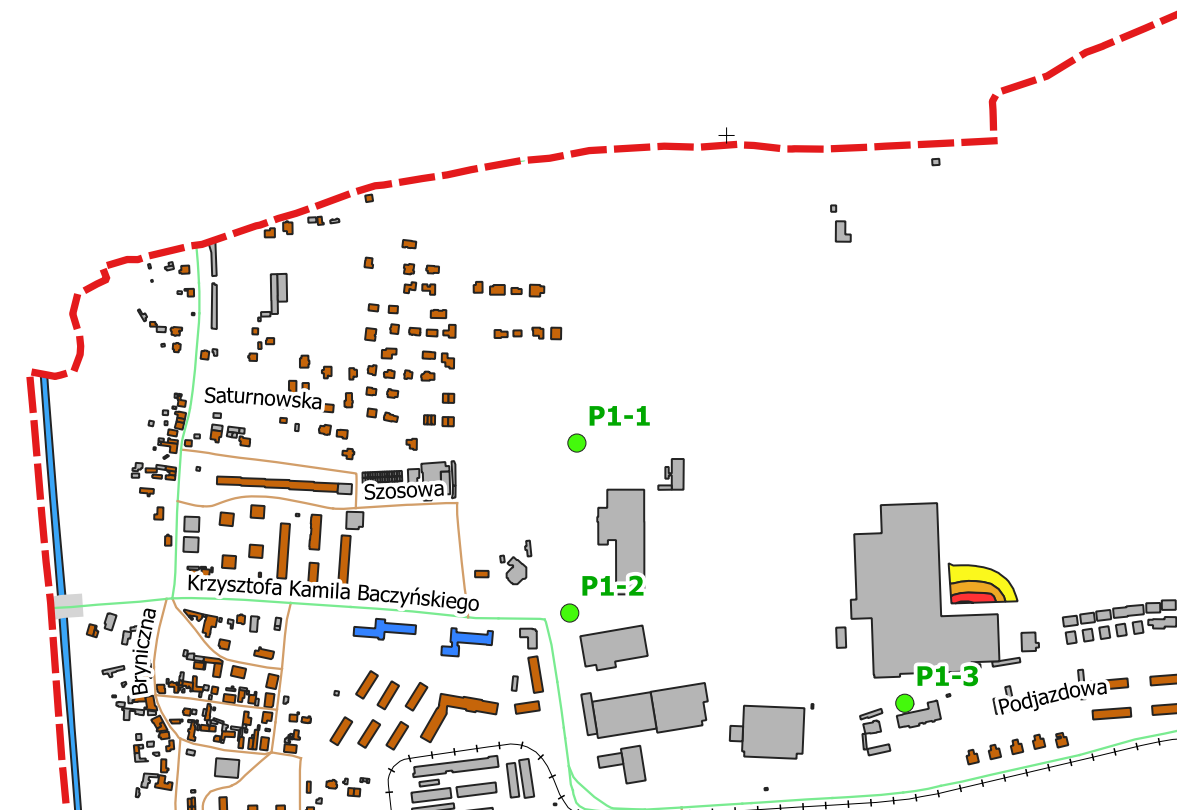 Saturnowska
P1-1
Szosowa
Krzysztofa Kamila Baczyńskiego
P1-2
Bryniczna
P1-3
Podjazdowa